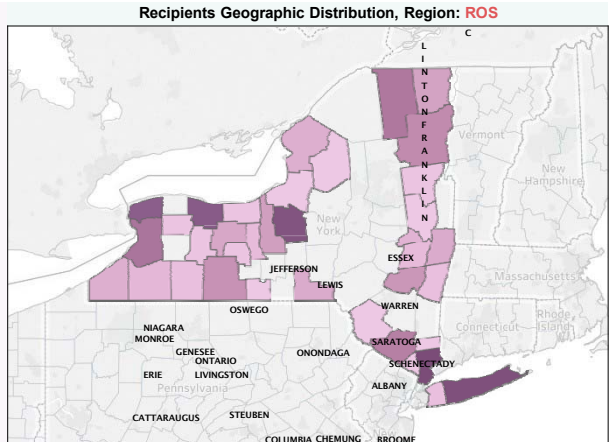 Recipients Geographic Distribution, Region: ROS
C
L
I
N
T
O
N
F
R
A
N
K
L
I
N
Vermont
New
Hampshire
New
York
ESSEX
JEFFERSON
LEWIS
Massachusetts
WARREN
OSWEGO
Connecticut
Rhode
Island
NIAGARA
MONROE
SARATOGA
GENESEE
ONTARIO
ONONDAGA
SCHENECTADY
ERIE
LIVINGSTON
Pennsylvania
ALBANY
CATTARAUGUS
STEUBEN
COLUMBIA CHEMUNG BROOME